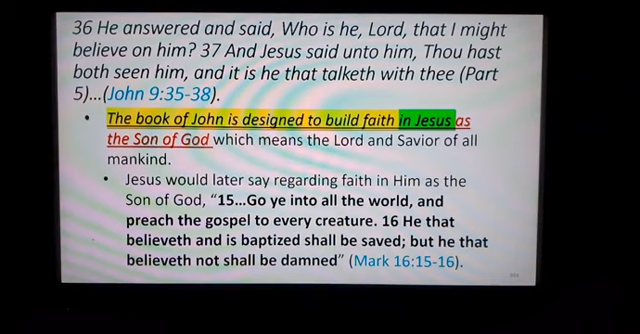 36 He answered and said, Who is he, Lord, that I might
believe on him? 37 And Jesus said unto him, Thou hast
both seen him, and it is he that talketh with thee (Part
5)...(John 9:35-38).
• The book of John is designed to build faith in Jesus as
the Son of God which means the Lord and Savior of all
mankind.
• Jesus would later say regarding faith in Him as the
Son of God, “15...Go ye into all the world, and
preach the gospel to every creature. 16 He that
believeth and is baptized shall be saved; but he that
believeth not shall be damned” (Mark 16:15-16).